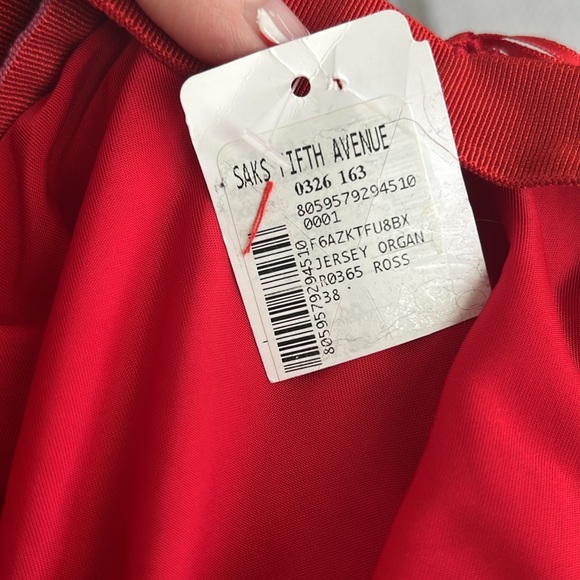 SAKS FIFTH AVENUE
0326 163
8059579294510
0001
F6AZKTFU8BX
JERSEY ORGAN
R0365 ROSS
38
8059579294510